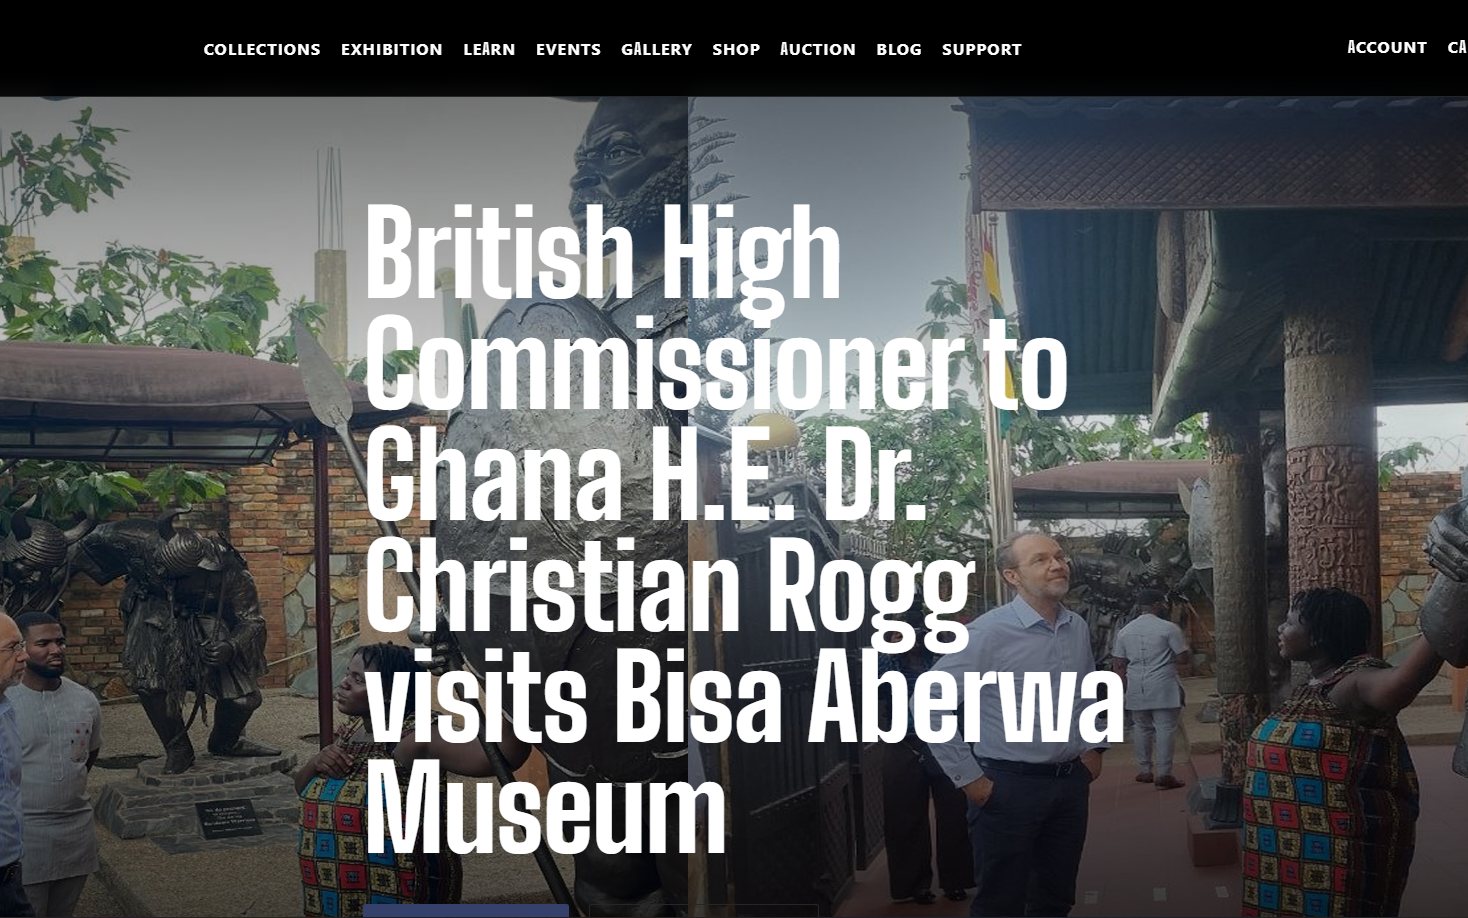 COLLECTIONS EXHIBITION LEARN EVENTS GALLERY SHOP AUCTION BLOG SUPPORT ACCOUNT
British High
Commissioner to
Ghana H.E. Dr.
Christian Rogg
visits Bisa Aberwa
Museum